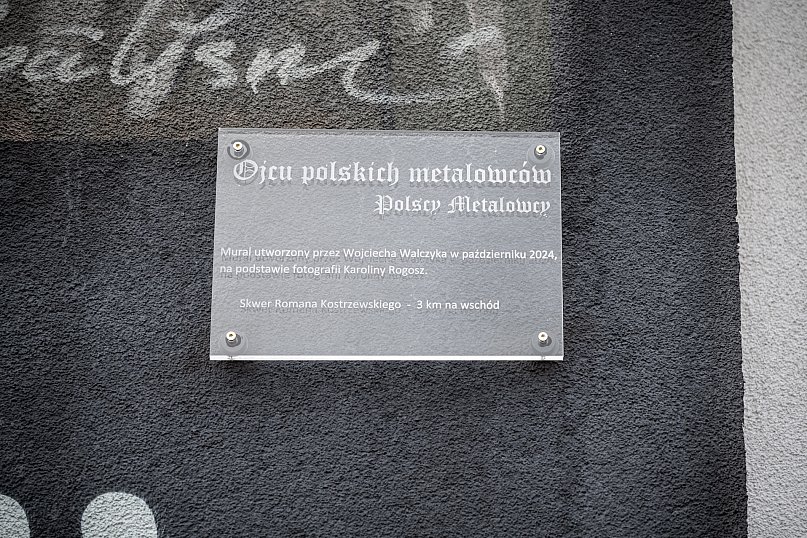 Ojcu polskich metalowców
Polscy Metalowcy
Mural utworzony przez Wojciecha Walczyka w październiku 2024,
na podstawie fotografii Karoliny Rogosz.
Skwer Romana Kostrzewskiego - 3 km na wschód